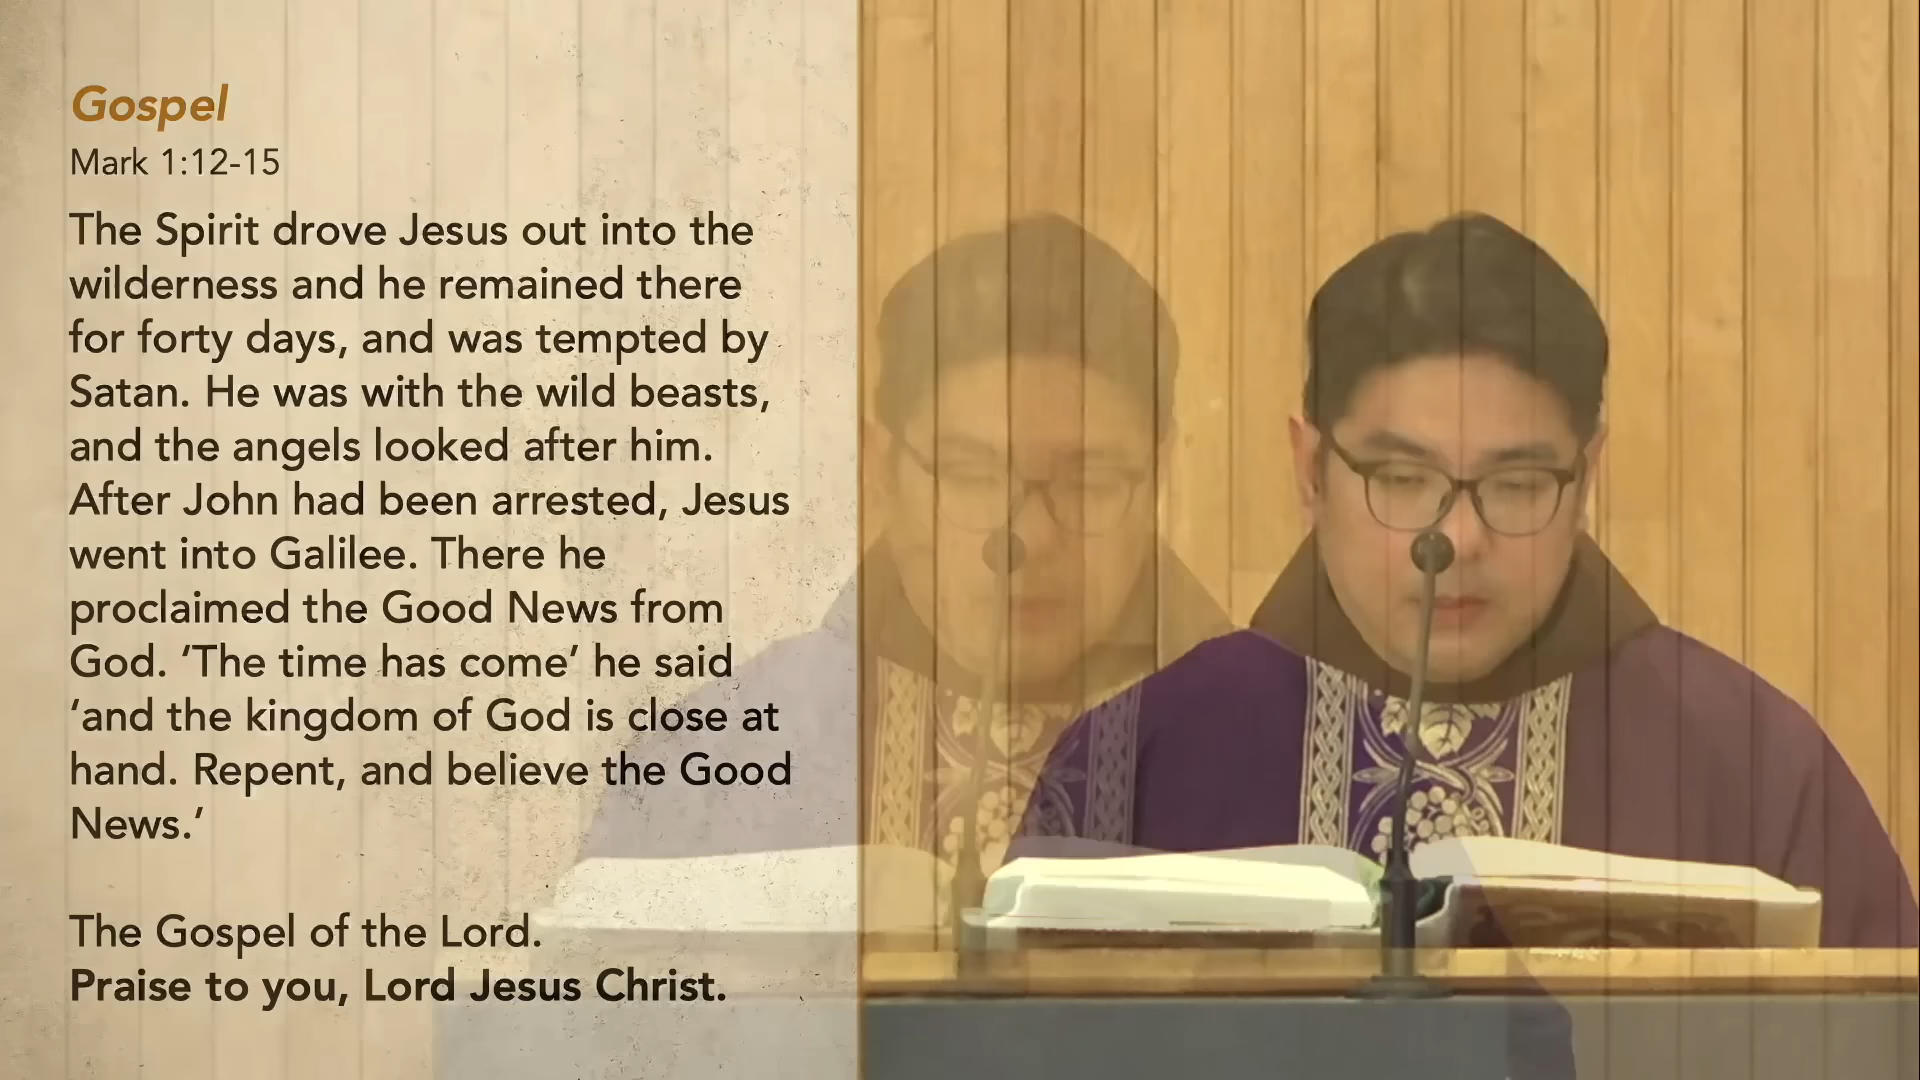 Gospel
Mark 1:12-15
The Spirit drove Jesus out into the
wilderness and he remained there
for forty days, and was tempted by
Satan. He was with the wild beasts,
and the angels looked after him.
After John had been arrested, Jesus
went into Galilee. There he
proclaimed the Good News from
God. ‘The time has come’ he said
‘and the kingdom of God is close at
hand. Repent, and believe the Good
News.’
The Gospel of the Lord.
Praise to you, Lord Jesus Christ.